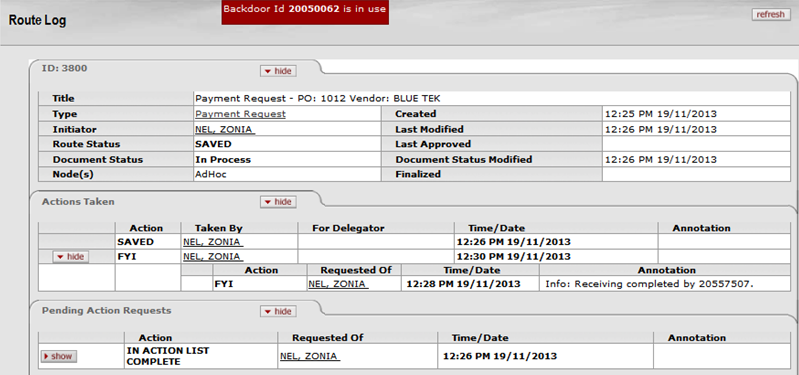 Backdoor Id 20050062 is in use
Route Log
refresh
ID: 3800 hide
Title Payment Request - PO: 1012 Vendor: BLUE TEK
Type Payment Request Created 12:25 PM 19/11/2013
Initiator NEL, ZONIA Last Modified 12:26 PM 19/11/2013
Route Status SAVED Last Approved
Document Status In Process Document Status Modified 12:26 PM 19/11/2013
Node(s) AdHoc Finalized
Actions Taken hide
Action Taken By For Delegator Time/Date Annotation
SAVED NEL, ZONIA 12:26 PM 19/11/2013
hide FYI NEL, ZONIA 12:30 PM 19/11/2013
Action Requested Of Time/Date Annotation
FYI NEL, ZONIA 12:28 PM 19/11/2013 Info: Receiving completed by 20557507.
Pending Action Requests hide
Action Requested Of Time/Date Annotation
show IN ACTION LIST
COMPLETE NEL, ZONIA 12:26 PM 19/11/2013